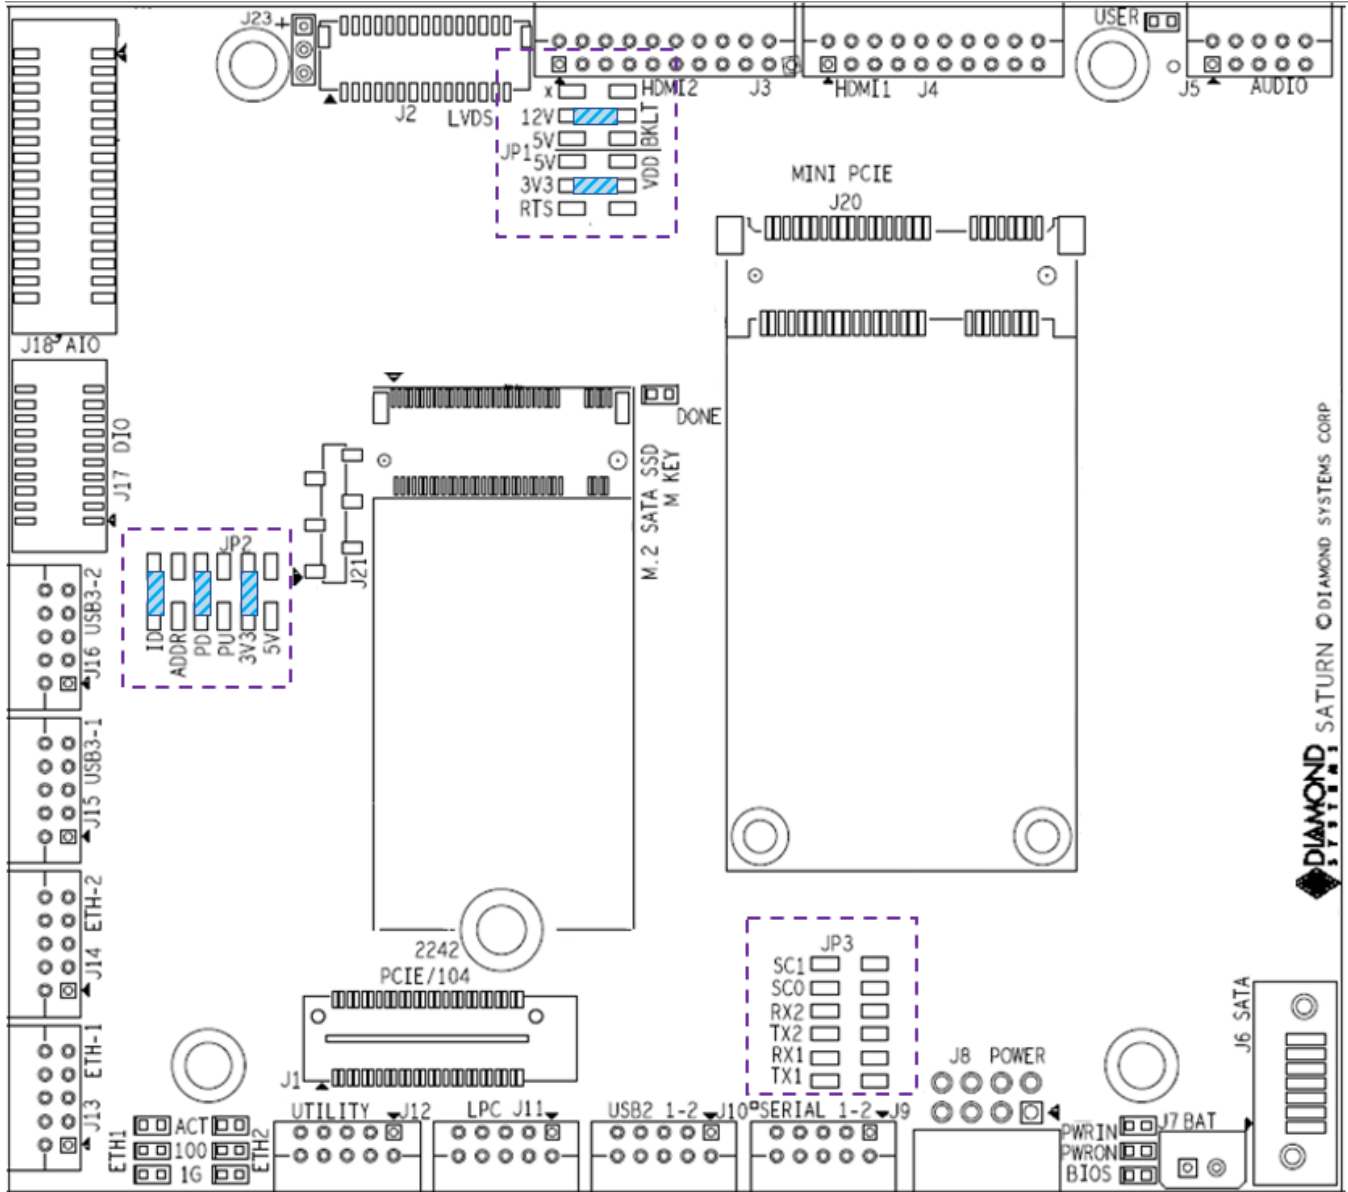 J23 +
J2
LVDS
HDMI2
J3
HDMI1
J4
USER
J5
AUDIO
X
12V
5V
BKLT
JP1
5V
3V3
RTS
VDD
MINI PCIE
J20
J18 AIO
J17 DIO
DONE
M.2 SATA SSD
M KEY
J21
JP2
ID
ADDR
PD
PU
3V3
5V
J16 USB3-2
J15 USB3-1
J14 ETH-2
J13 ETH-1
SATURN © DIAMOND SYSTEMS CORP
DIAMOND
SYSTEMS
2242
PCIE/104
J1
JP3
SC1
SC0
RX2
TX2
RX1
TX1
J8 POWER
J6 SATA
UTILITY J12
LPC J11
USB2 1-2 J10
SERIAL 1-2 J9
ETH1
ACT
100
1G
ETH2
PWRIN
PWRON
BIOS
J7 BAT